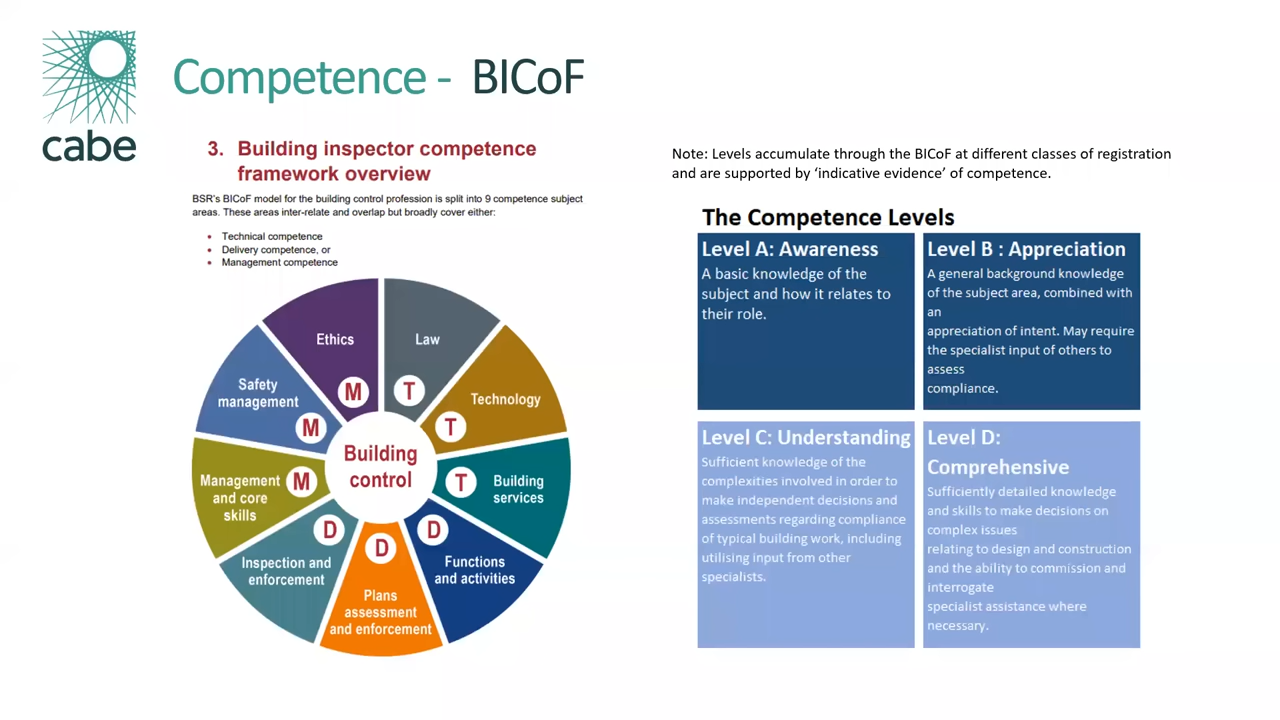 cabe
Competence - BICoF
3. Building inspector competence
framework overview
BSR's BICoF model for the building control profession is split into 9 competence subject
areas. These areas inter-relate and overlap but broadly cover either:
• Technical competence
• Delivery competence, or
• Management competence
Ethics
M
Law
T
Technology
T
Building
services
T
Functions
and activities
D
Plans
assessment
and enforcement
D
Inspection and
enforcement
D
Management
and core
skills
M
Safety
management
M
Building
control
Note: Levels accumulate through the BICoF at different classes of registration
and are supported by ‘indicative evidence’ of competence.
The Competence Levels
Level A: Awareness
A basic knowledge of the
subject and how it relates to
their role.
Level B : Appreciation
A general background knowledge
of the subject area, combined with
an
appreciation of intent. May require
the specialist input of others to
assess
compliance.
Level C: Understanding
Sufficient knowledge of the
complexities involved in order to
make independent decisions and
assessments regarding compliance
of typical building work, including
utilising input from other
specialists.
Level D:
Comprehensive
Sufficiently detailed knowledge
and skills to make decisions on
complex issues
relating to design and construction
and the ability to commission and
interrogate
specialist assistance where
necessary.